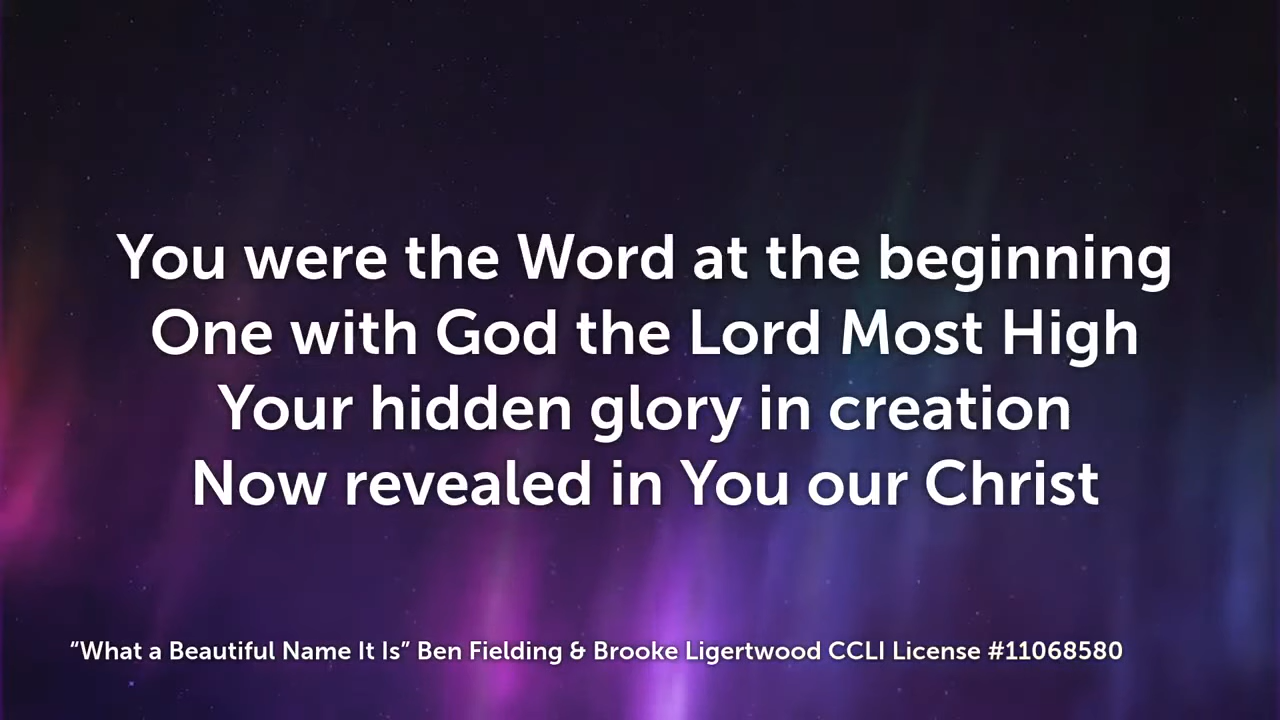 You were the Word at the beginning
One with God the Lord Most High
Your hidden glory in creation
Now revealed in You our Christ
“What a Beautiful Name It Is” Ben Fielding & Brooke Ligertwood CCLI License #11068580